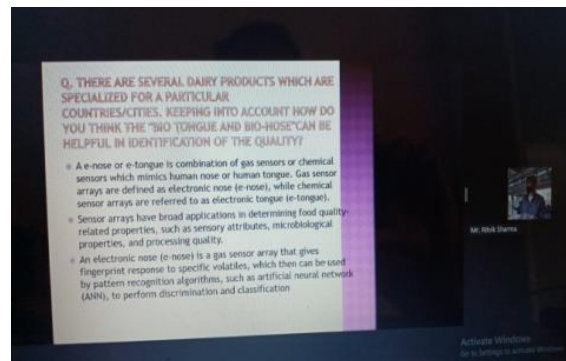 Q. THERE ARE SEVERAL DAIRY PRODUCTS WHICH ARE
SPECIALIZED FOR A PARTICULAR
COUNTRIES/CITIES. KEEPING INTO ACCOUNT HOW DO
YOU THINK THE "BIO TONGUE AND BIO-NOSE"CAN BE
HELPFUL IN IDENTIFICATION OF THE QUALITY?
A e-nose or e-tongue is combination of gas sensors or chemical
sensors which mimics human nose or human tongue. Gas sensor
arrays are defined as electronic nose (e-nose), while chemical
sensor arrays are referred to as electronic tongue (e-tongue).
Sensor arrays have broad applications in determining food quality-
related properties, such as sensory attributes, microbiological
properties, and processing quality.
An electronic nose (e-nose) is a gas sensor array that gives
fingerprint response to specific volatiles, which then can be used
by pattern recognition algorithms, such as artificial neural network
(ANN), to perform discrimination and classification
Mr. Sharma
Activate Windows
Go to Settings to activate Windows